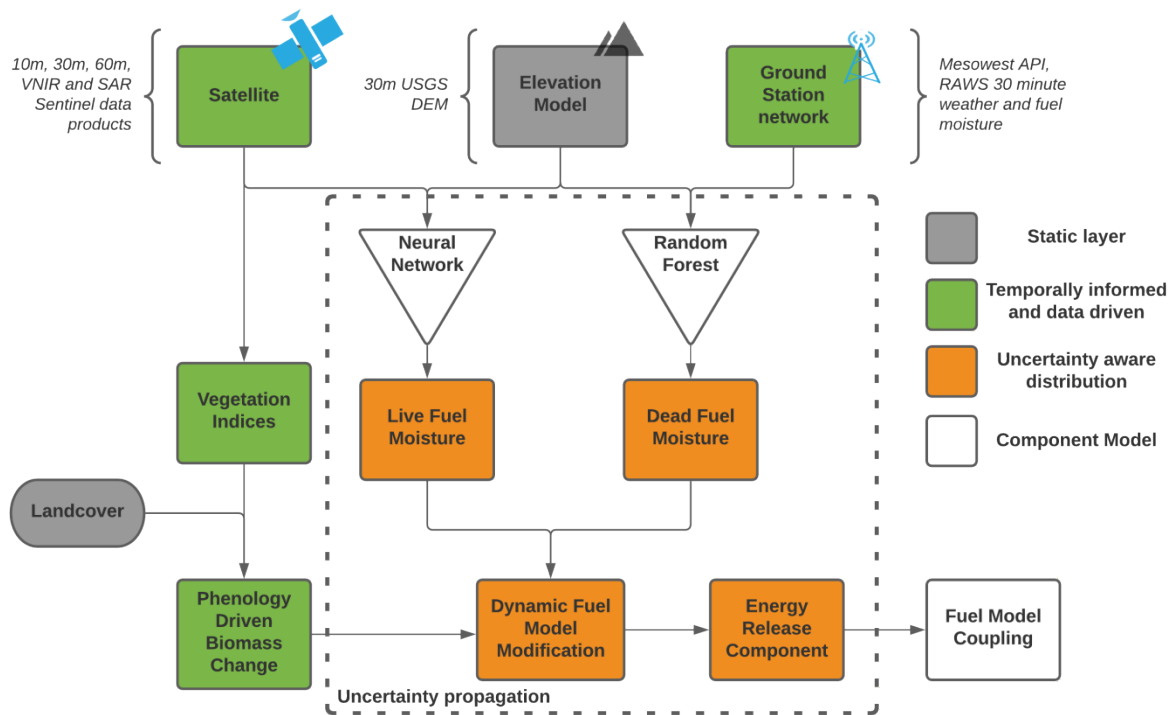 10m, 30m, 60m,
VNIR and SAR
Sentinel data
products
Satellite
30m USGS
DEM
Elevation
Model
Ground
Station
network
Mesowest API,
RAWS 30 minute
weather and fuel
moisture
Neural
Network
Random
Forest
Static layer
Temporally informed
and data driven
Uncertainty aware
distribution
Component Model
Vegetation
Indices
Live Fuel
Moisture
Dead Fuel
Moisture
Landcover
Phenology
Driven
Biomass
Change
Dynamic Fuel
Model
Modification
Energy
Release
Component
Fuel Model
Coupling
Uncertainty propagation